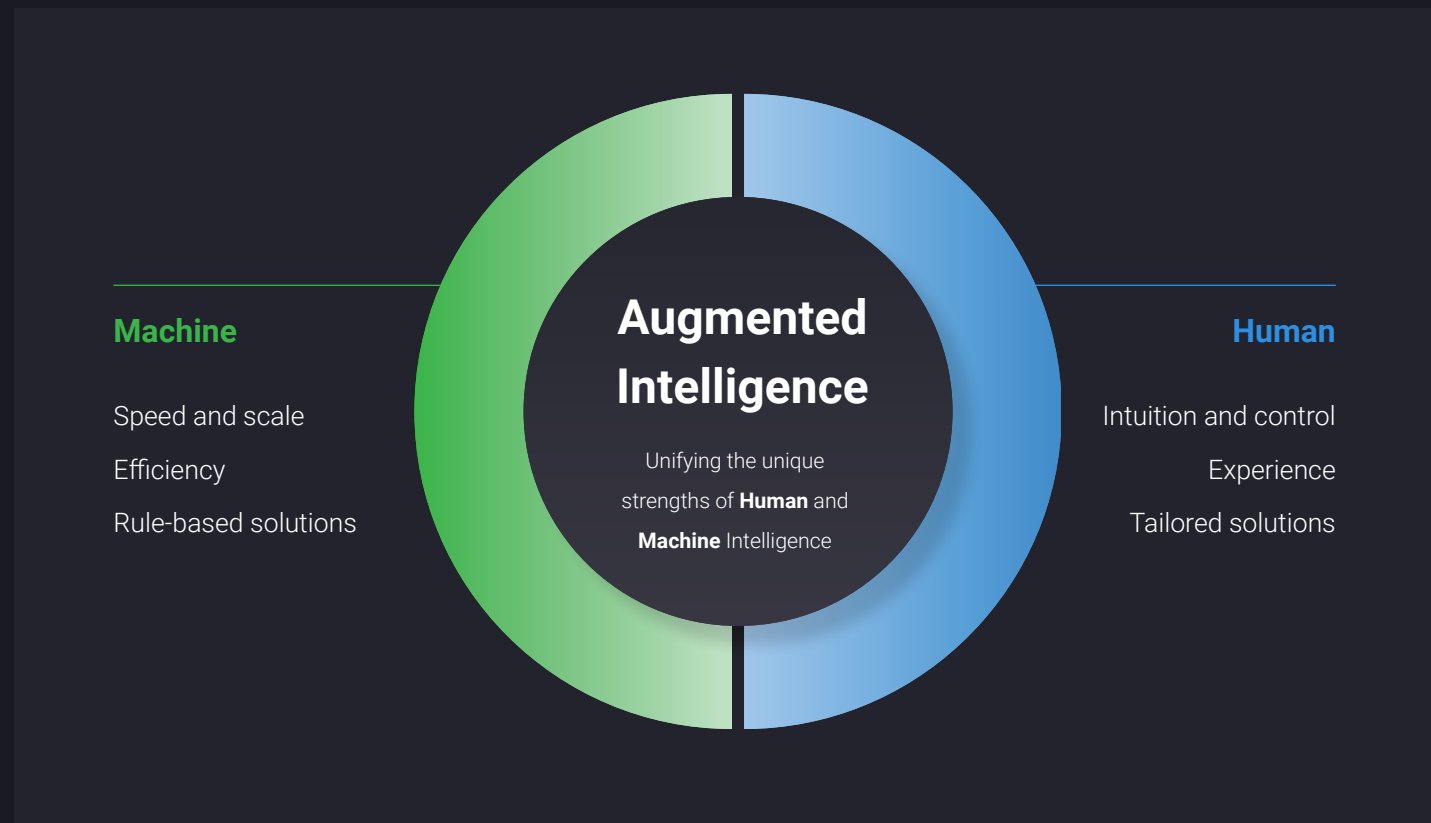 Augmented
Intelligence
Unifying the unique
strengths of Human and
Machine Intelligence
Machine
Speed and scale
Efficiency
Rule-based solutions
Human
Intuition and control
Experience
Tailored solutions